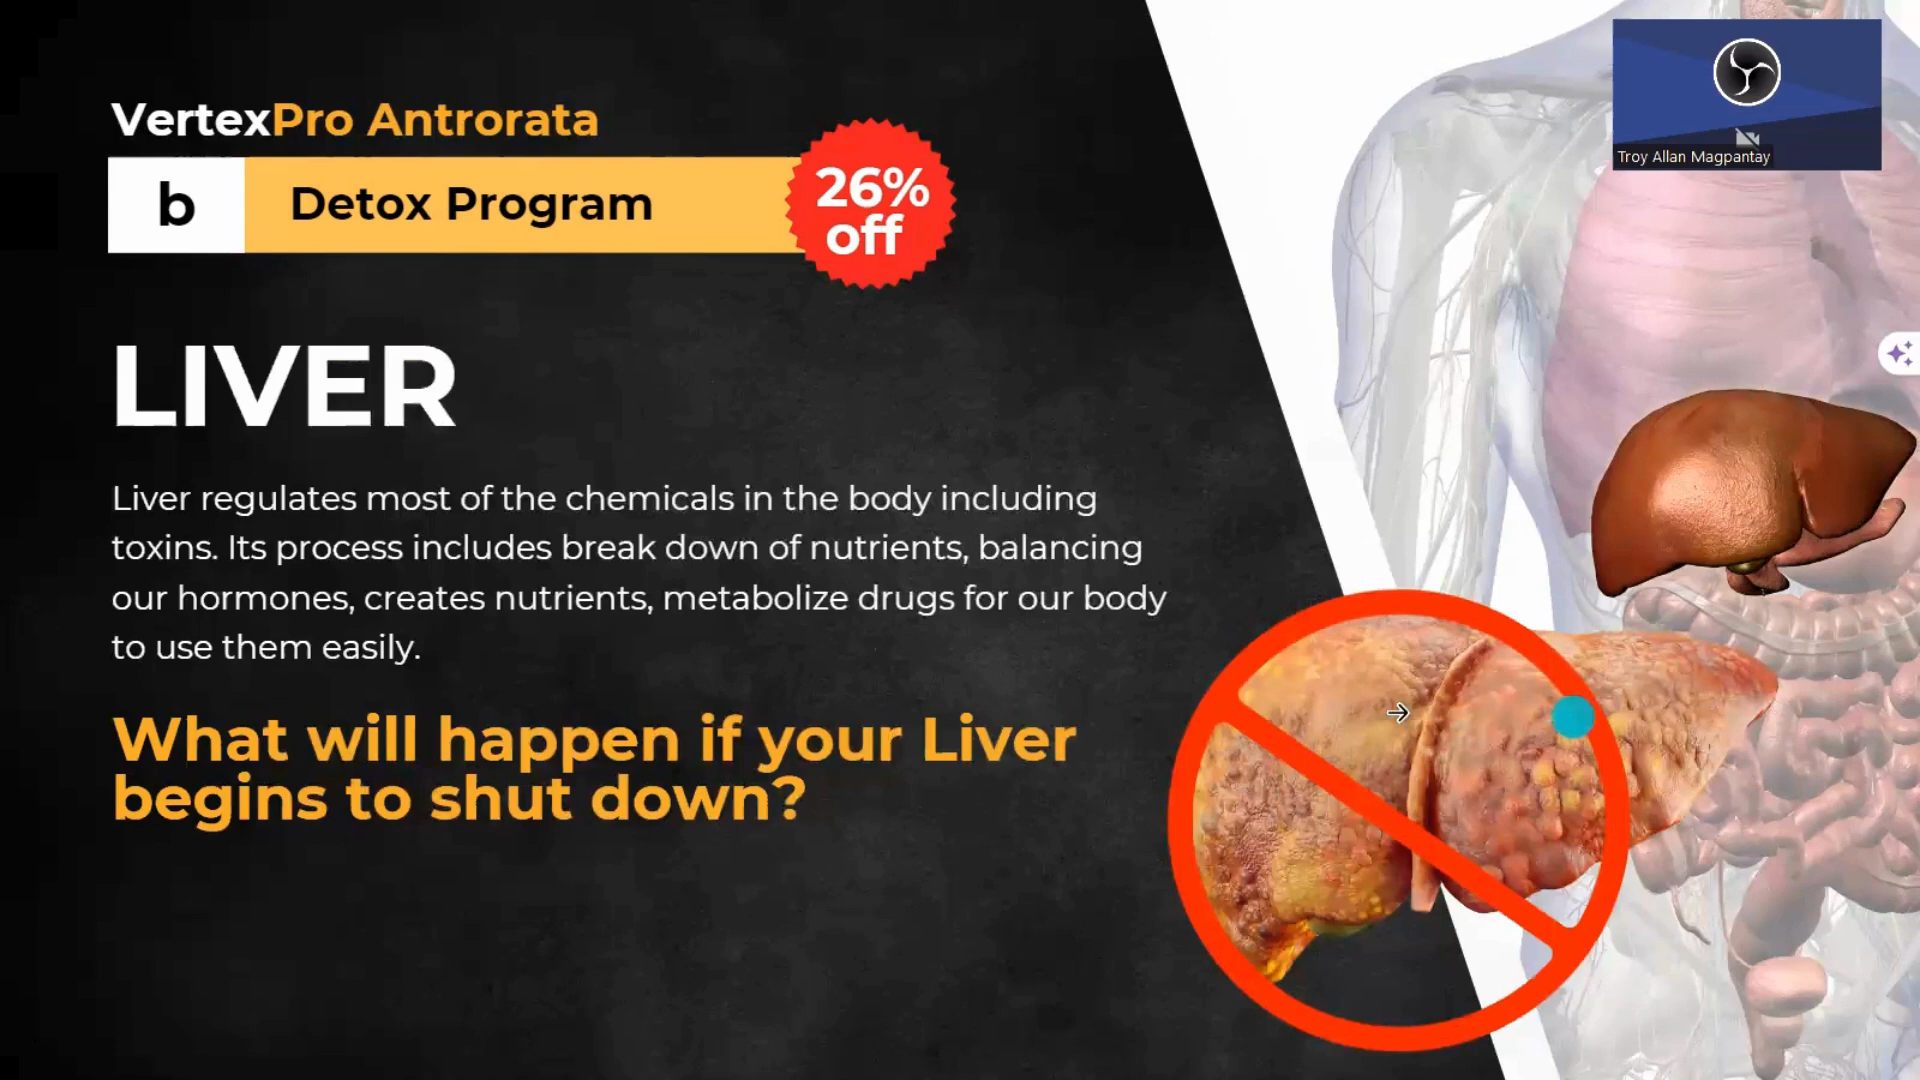 VertexPro Antrorata
b
Detox Program
26%
off
Troy Allan Magpantay
LIVER
Liver regulates most of the chemicals in the body including
toxins. Its process includes break down of nutrients, balancing
our hormones, creates nutrients, metabolize drugs for our body
to use them easily.
What will happen if your Liver
begins to shut down?